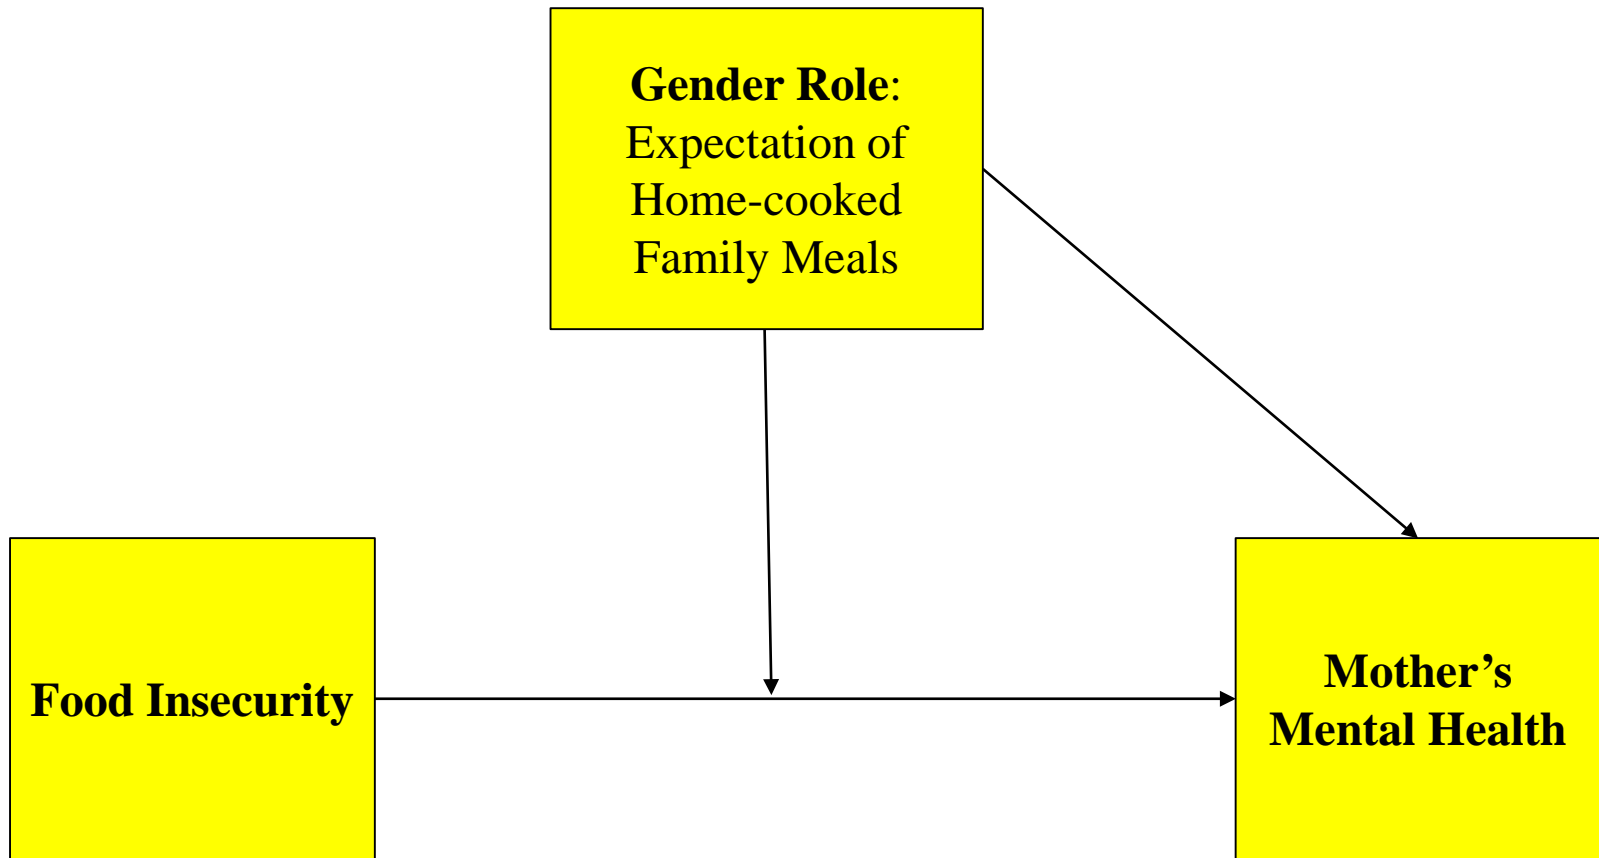 Gender Role:
Expectation of
Home-cooked
Family Meals
Food Insecurity
Mother’s
Mental Health